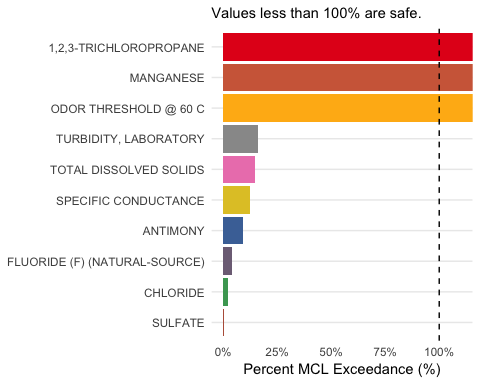 Values less than 100% are safe.
1,2,3-TRICHLOROPROPANE
MANGANESE
ODOR THRESHOLD @ 60 C
TURBIDITY, LABORATORY
TOTAL DISSOLVED SOLIDS
SPECIFIC CONDUCTANCE
ANTIMONY
FLUORIDE (F) (NATURAL-SOURCE)
CHLORIDE
SULFATE
0% 25% 50% 75% 100%
Percent MCL Exceedance (%)